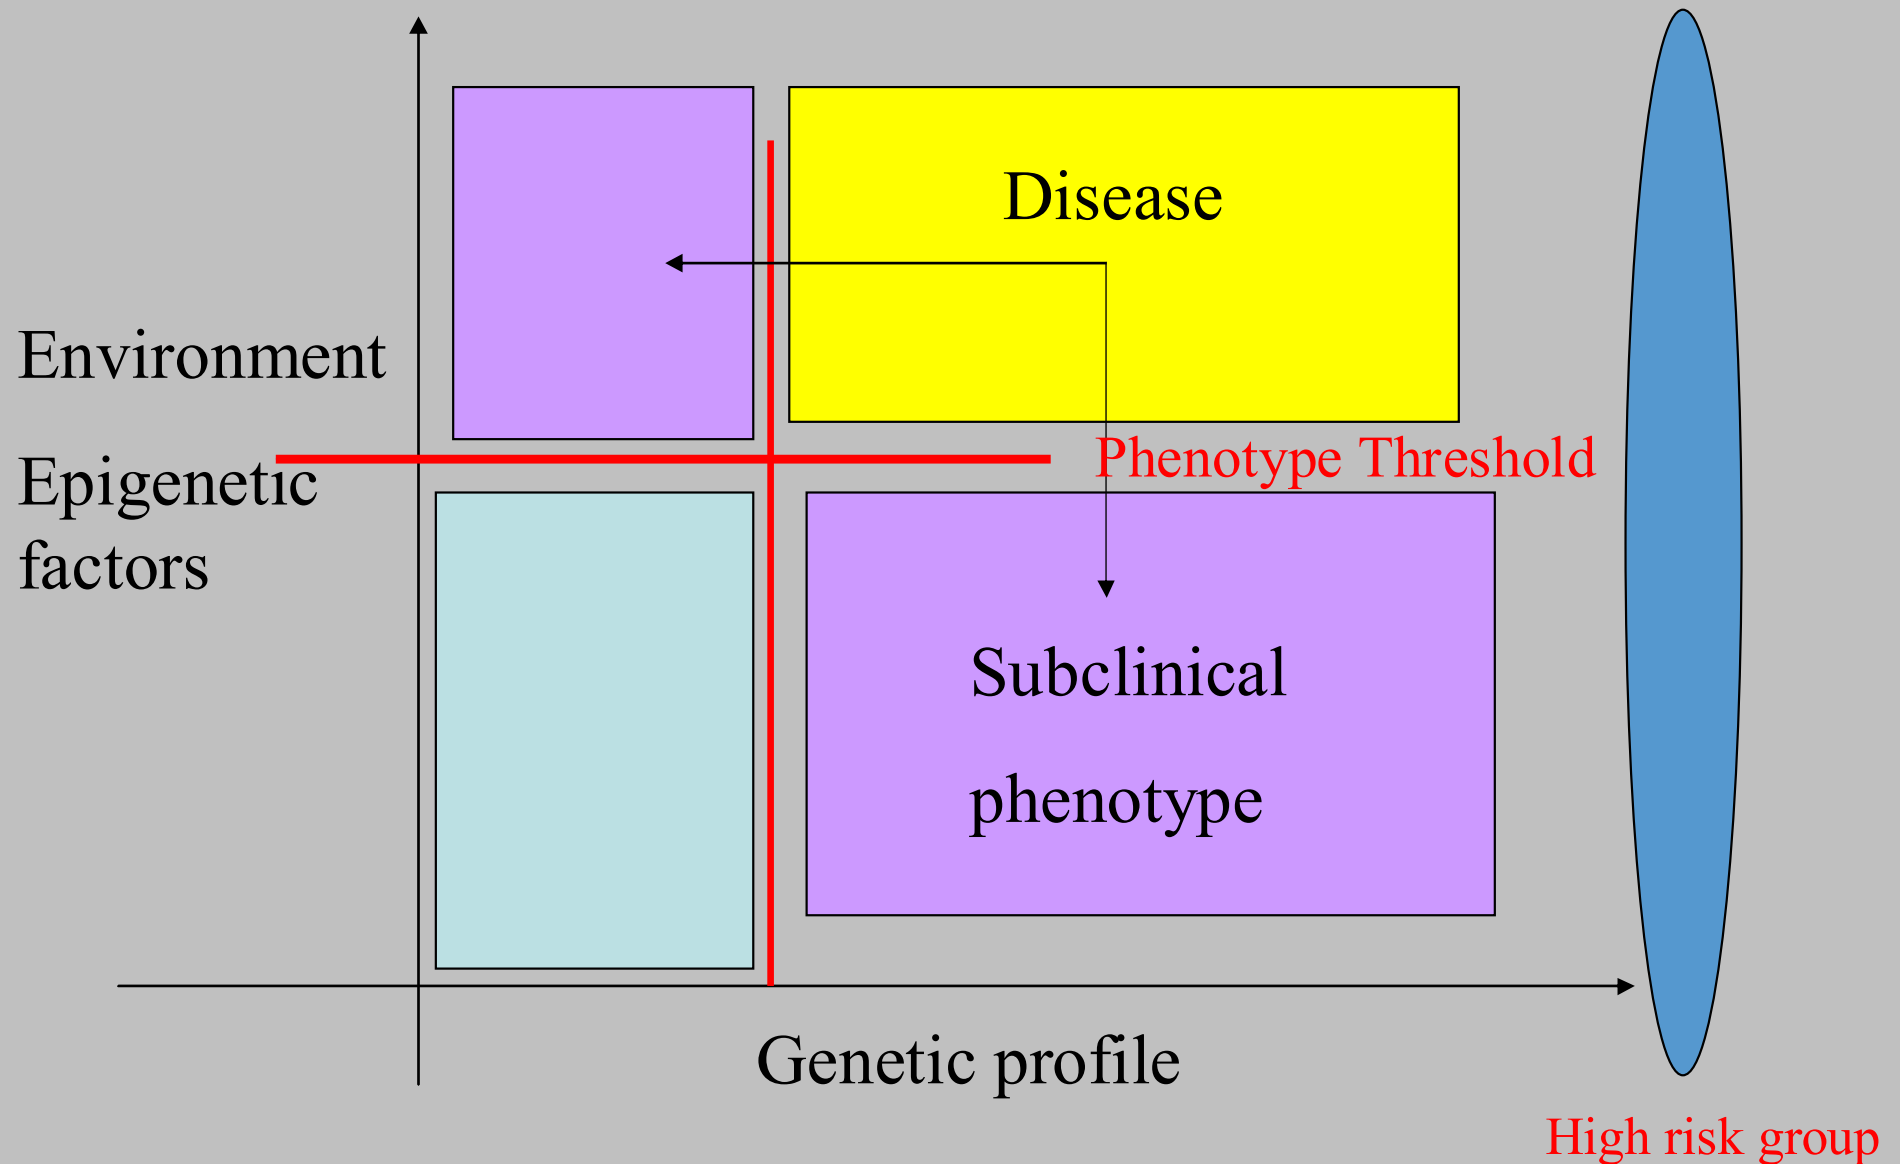 Disease
Environment
Phenotype Threshold
Epigenetic
factors
Subclinical
phenotype
Genetic profile
High risk group